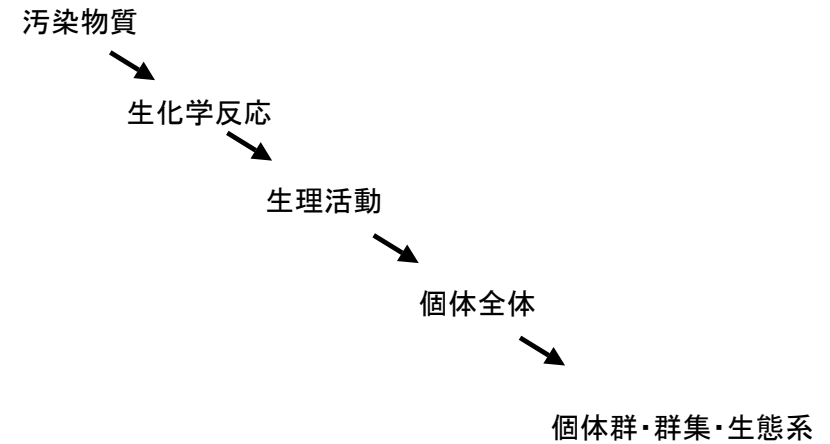 汚染物質
生化学反応
生理活動
個体全体
個体群・群集・生態系